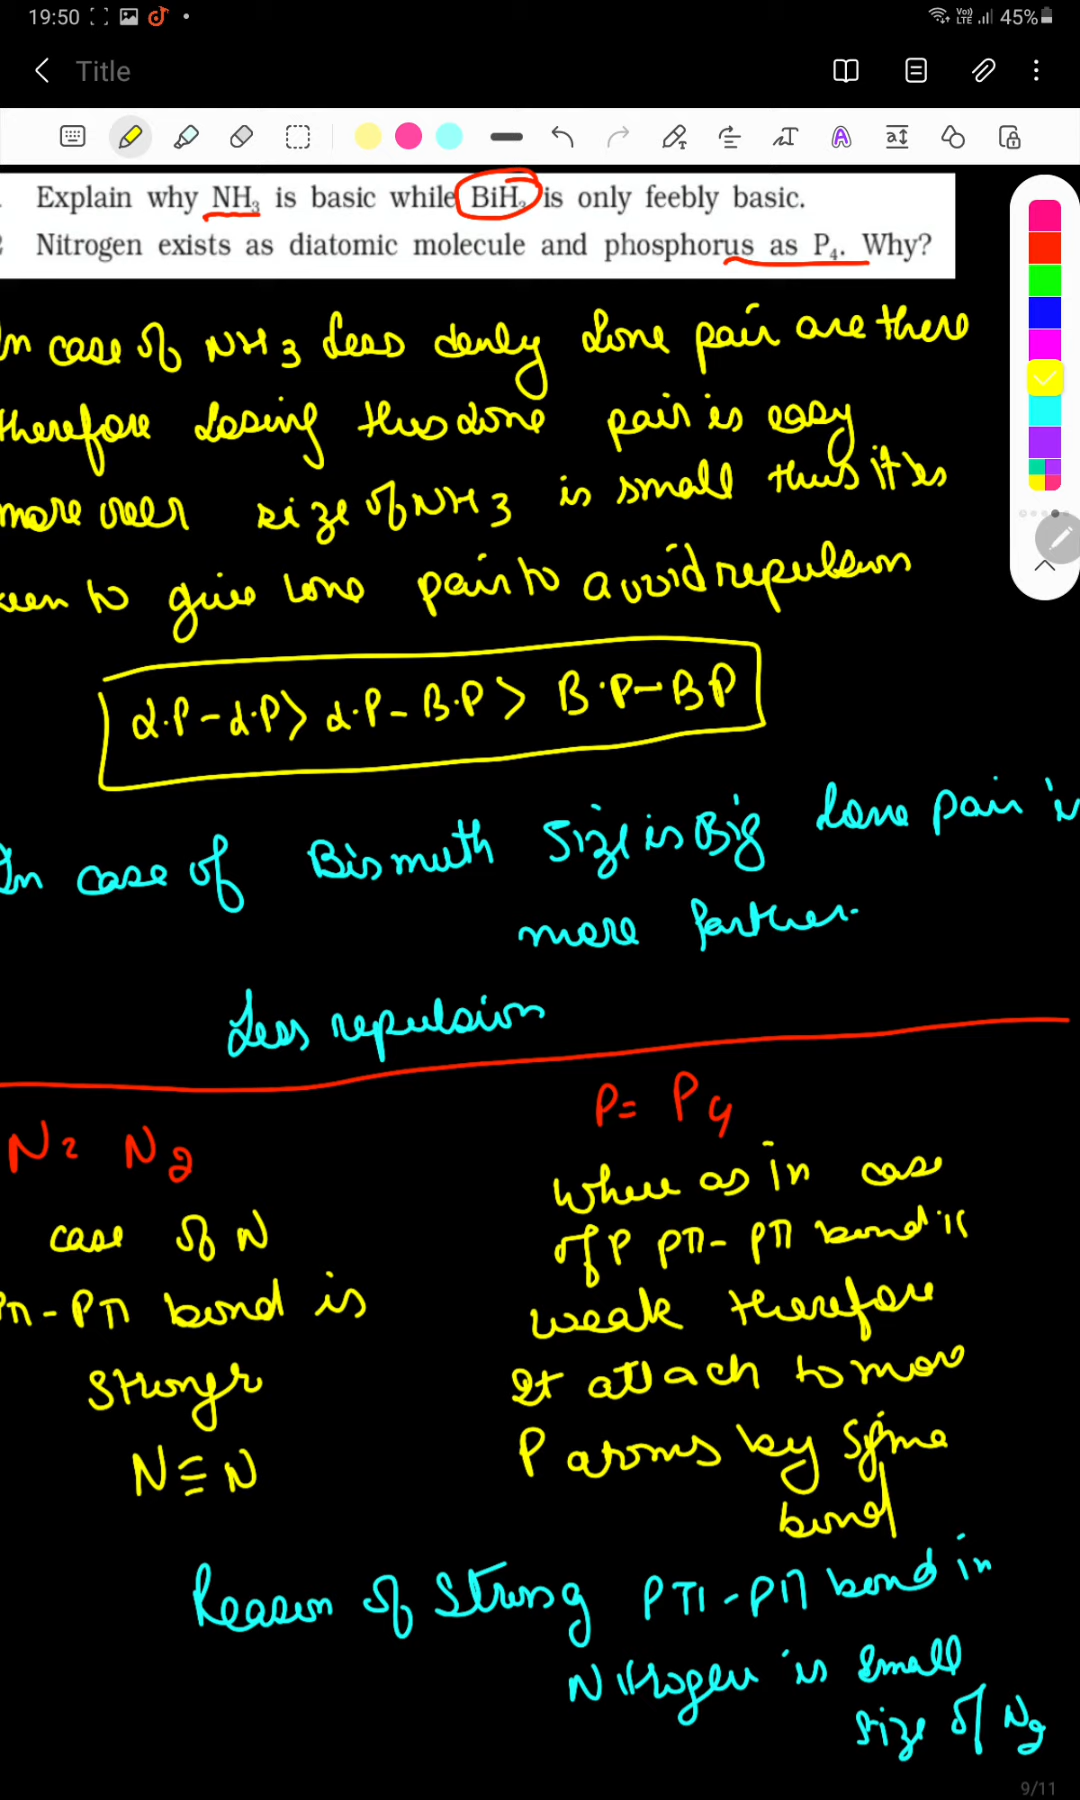 19:50
Vo)) LTE 45%
Title
Explain why NH₃ is basic while BiH₃ is only feebly basic.
Nitrogen exists as diatomic molecule and phosphorus as P₄. Why?
In case of NH3 Less lone pair are there
therefore Losing this Lone pair is easy
more over size of NH3 is small thus it is
keen to give Lone pair to avoid repulsion
L.P-L.P > L.P-B.P > B.P-BP
In case of Bismuth Size is Big Lone pair is
more farther.
Less repulsion
N = N2
P = P4
case of N
Pπ-Pπ bond is
Stronger
N≡N
Where as in case
of P Pπ-Pπ bond is
weak therefore
It attach to more
P atoms by Sigma
bond
Reason of Strong Pπ-Pπ bond in
Nitrogen is Small
Size of N2
9/11